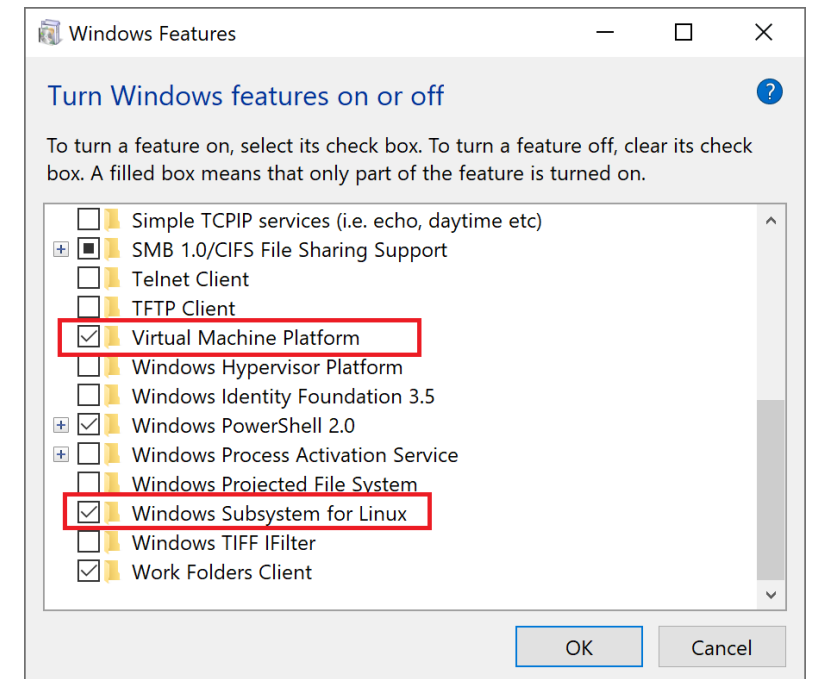 Windows Features
Turn Windows features on or off
?
To turn a feature on, select its check box. To turn a feature off, clear its check
box. A filled box means that only part of the feature is turned on.
Simple TCPIP services (i.e. echo, daytime etc)
SMB 1.0/CIFS File Sharing Support
Telnet Client
TFTP Client
Virtual Machine Platform
Windows Hypervisor Platform
Windows Identity Foundation 3.5
Windows PowerShell 2.0
Windows Process Activation Service
Windows Projected File System
Windows Subsystem for Linux
Windows TIFF IFilter
Work Folders Client
OK
Cancel